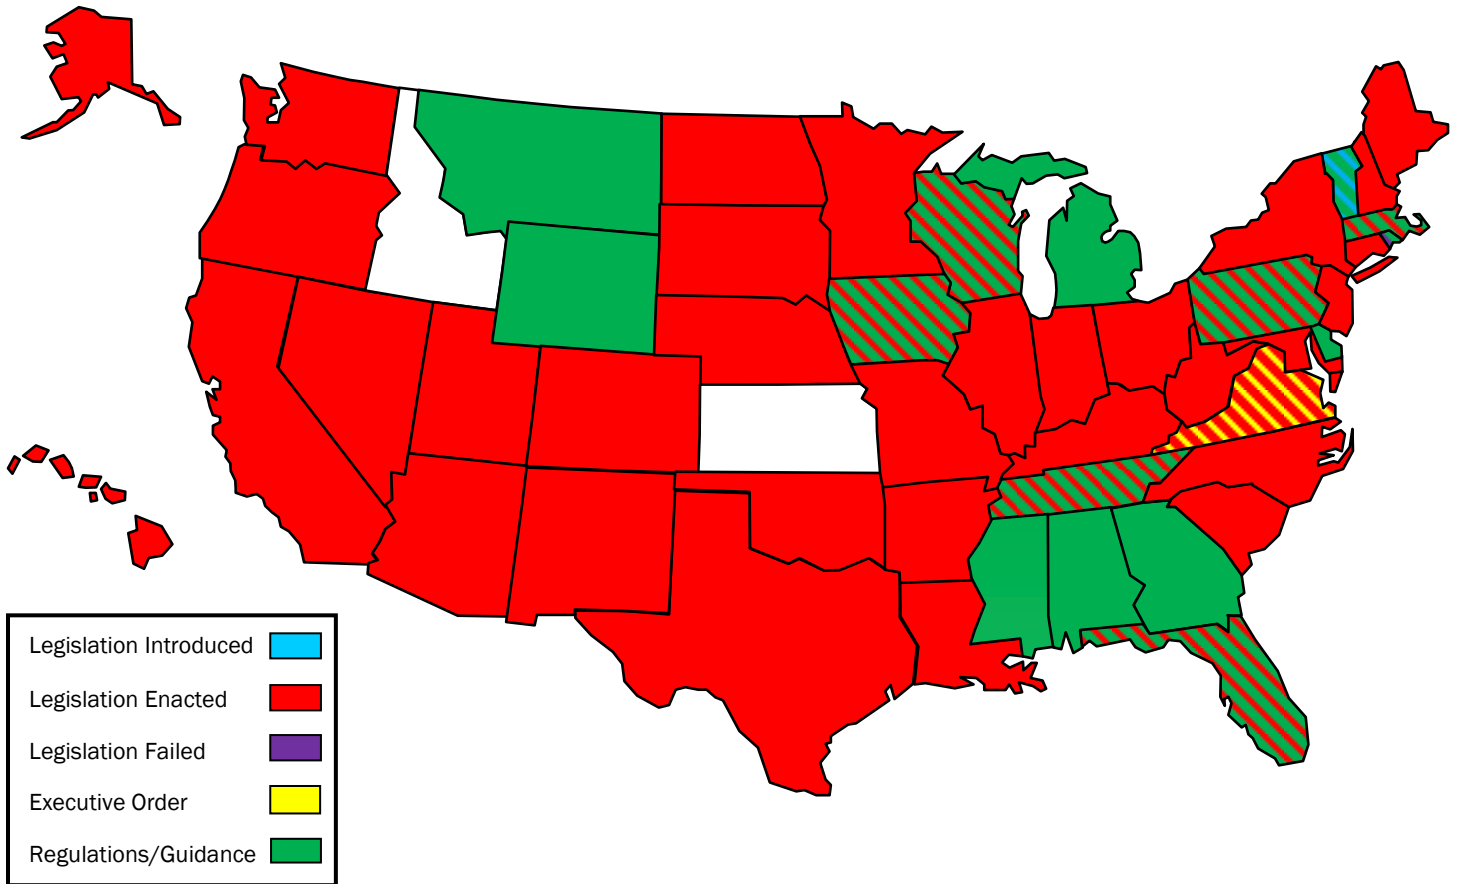 Legislation Introduced
Legislation Enacted
Legislation Failed
Executive Order
Regulations/Guidance